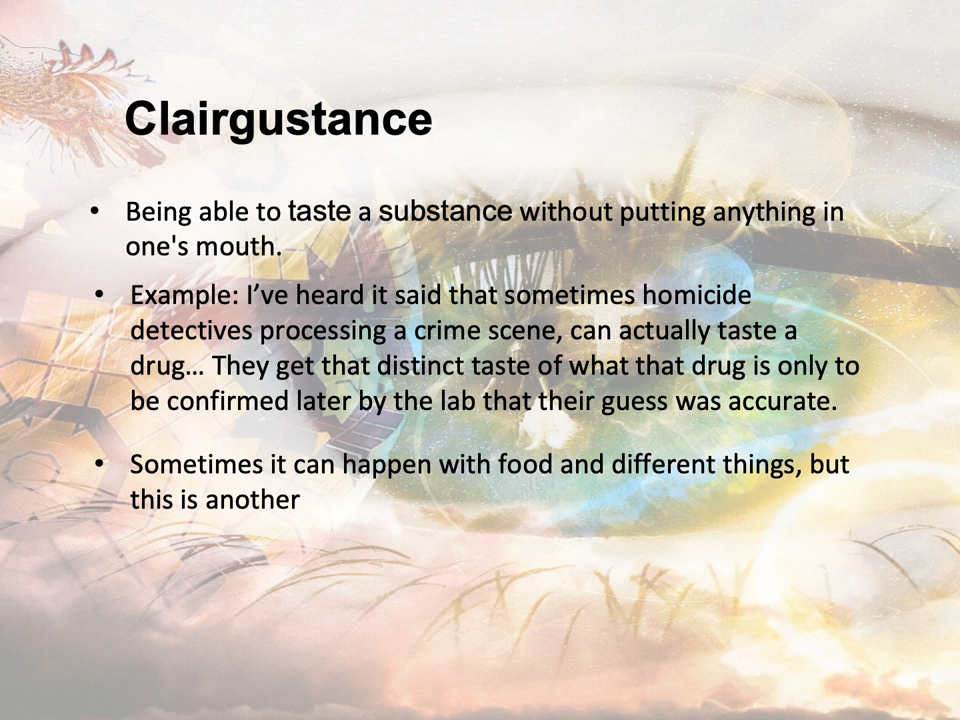 Clairgustance
• Being able to taste a substance without putting anything in
one's mouth.
• Example: I’ve heard it said that sometimes homicide
detectives processing a crime scene, can actually taste a
drug… They get that distinct taste of what that drug is only to
be confirmed later by the lab that their guess was accurate.
• Sometimes it can happen with food and different things, but
this is another